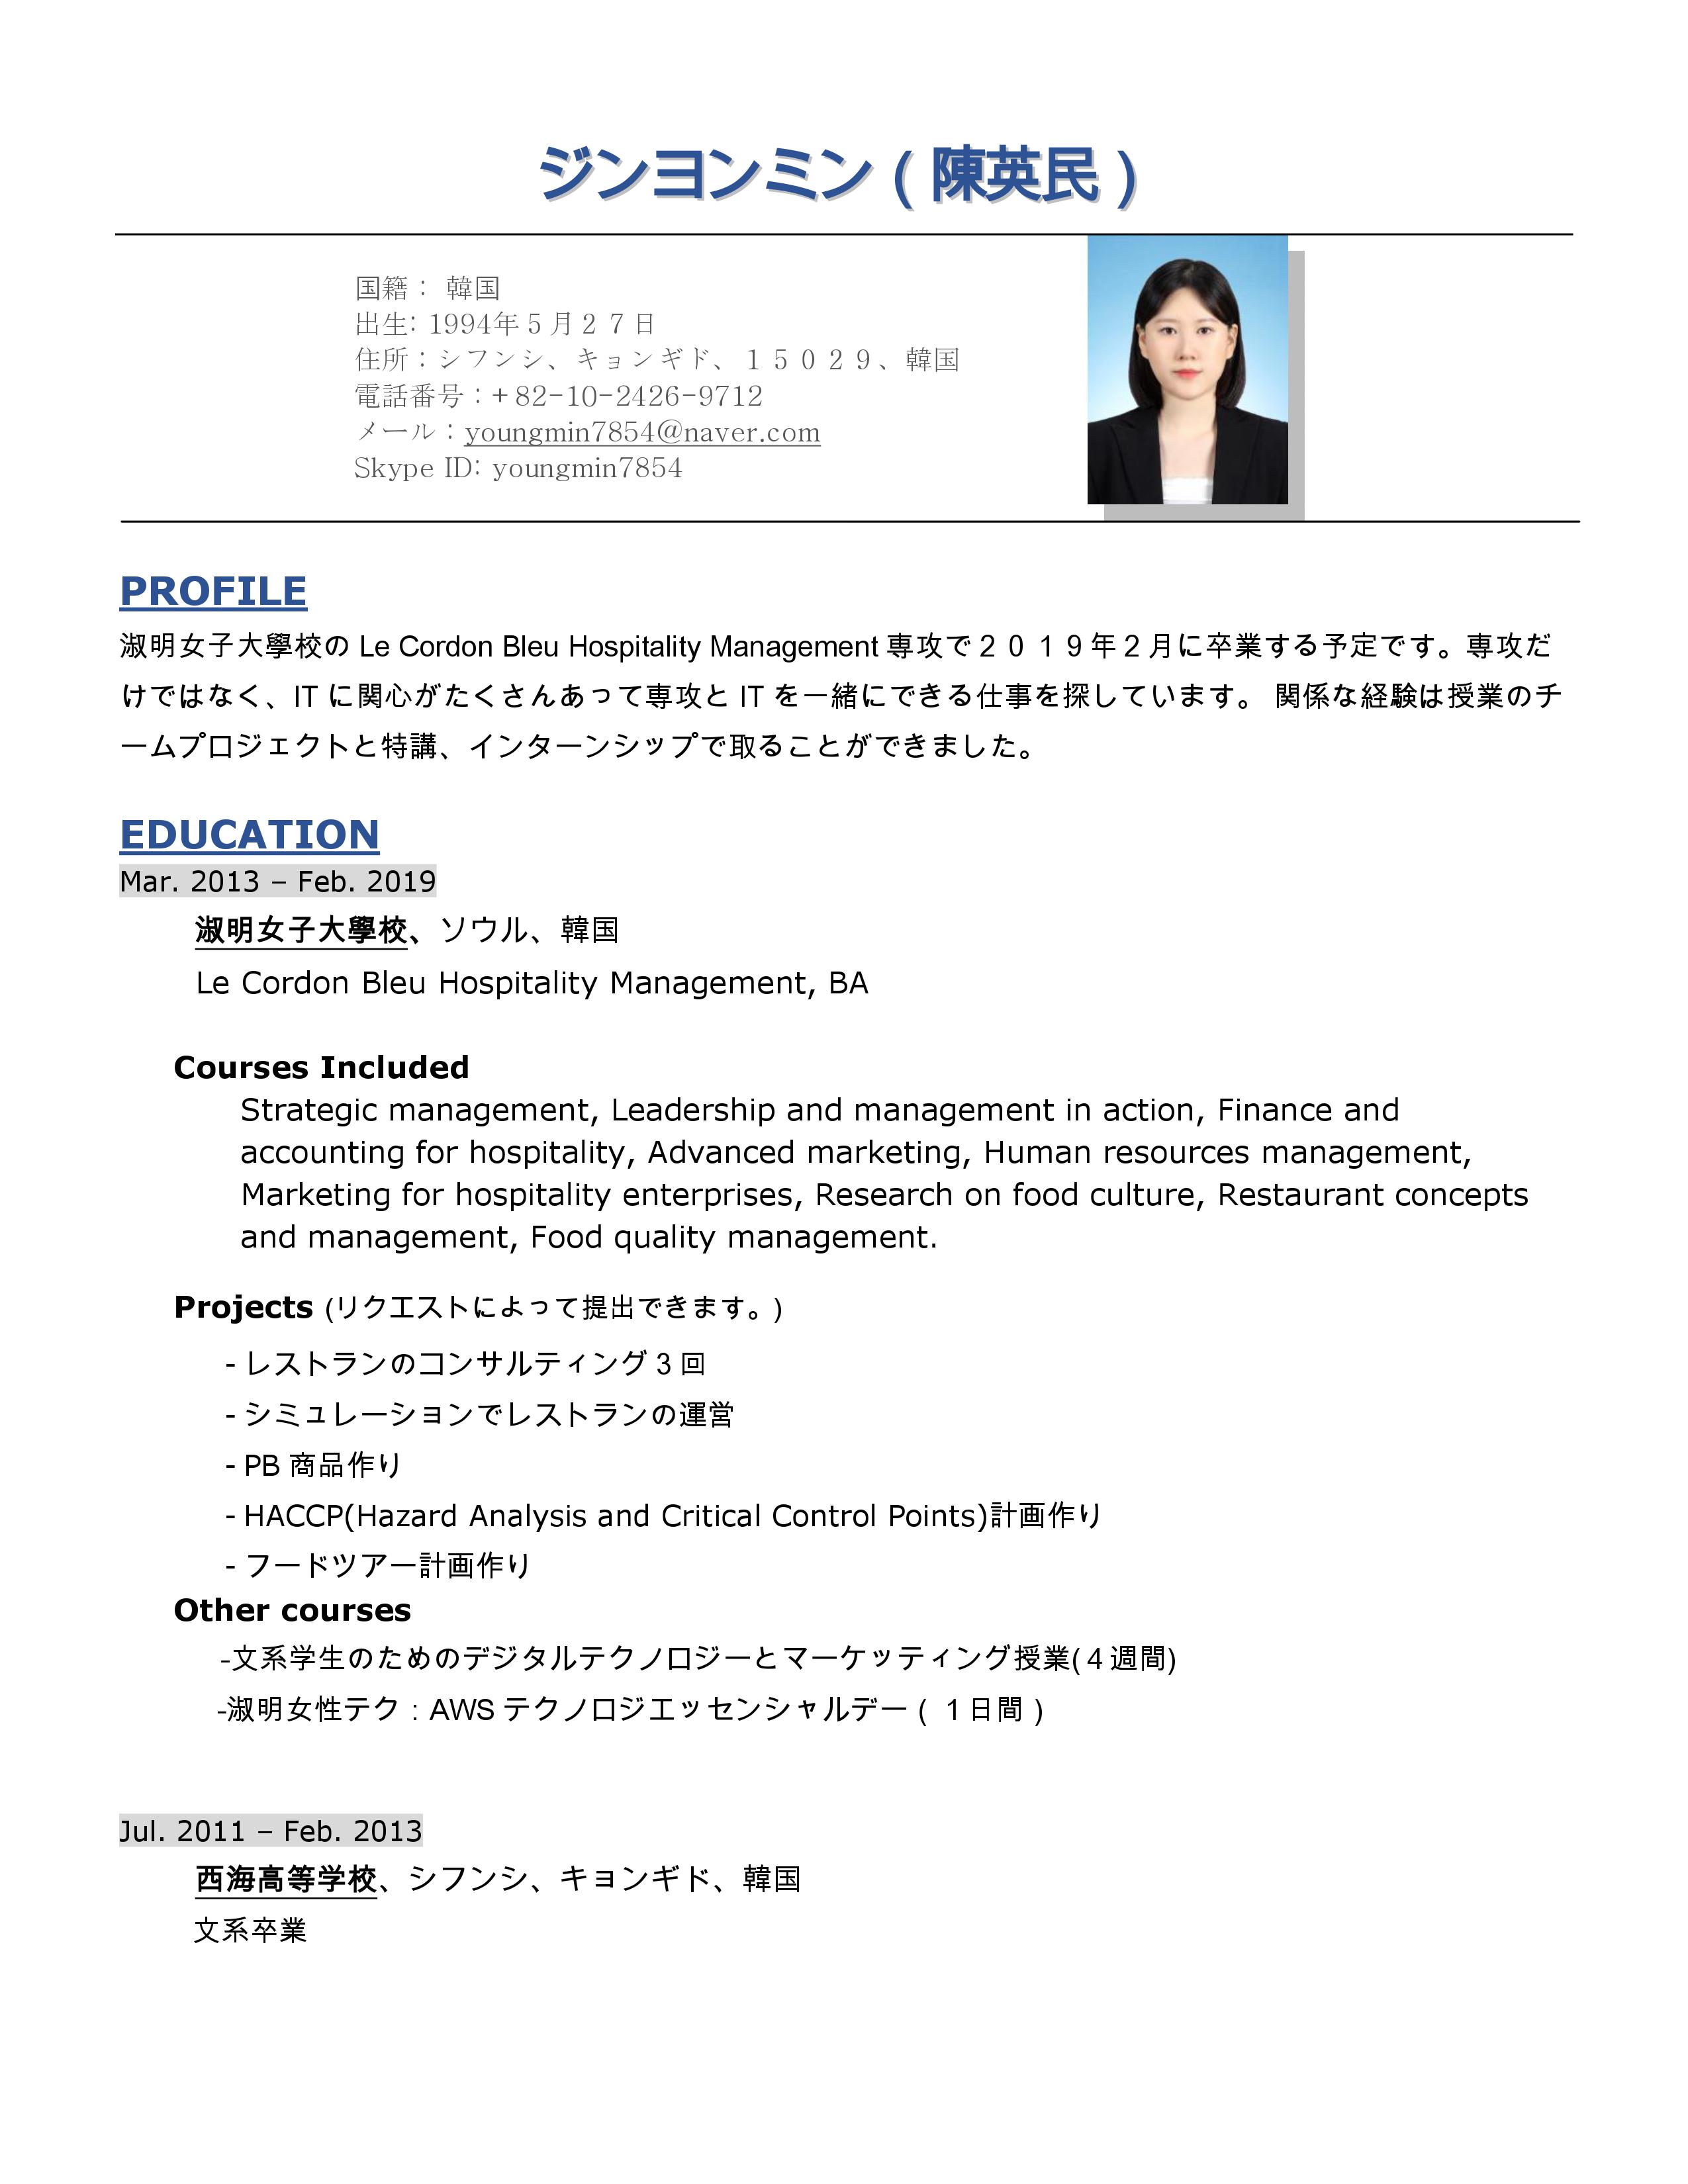 ジンヨンミン（陳英民）
国籍： 韓国
出生: 1994年５月２７日
住所：シフンシ、キョンギド、１５０２９、韓国
電話番号：+82-10-2426-9712
メール：youngmin7854@naver.com
Skype ID: youngmin7854
PROFILE
淑明女子大學校の Le Cordon Bleu Hospitality Management 専攻で２０１９年２月に卒業する予定です。専攻だ
けではなく、IT に関心がたくさんあって専攻と IT を一緒にできる仕事を探しています。 関係な経験は授業のチ
ームプロジェクトと特講、インターンシップで取ることができました。
EDUCATION
Mar. 2013 – Feb. 2019
淑明女子大學校、ソウル、韓国
Le Cordon Bleu Hospitality Management, BA
Courses Included
Strategic management, Leadership and management in action, Finance and
accounting for hospitality, Advanced marketing, Human resources management,
Marketing for hospitality enterprises, Research on food culture, Restaurant concepts
and management, Food quality management.
Projects (リクエストによって提出できます。)
- レストランのコンサルティング 3 回
- シミュレーションでレストランの運営
- PB 商品作り
- HACCP(Hazard Analysis and Critical Control Points)計画作り
- フードツアー計画作り
Other courses
-文系学生のためのデジタルテクノロジーとマーケッティング授業(４週間)
-淑明女性テク：AWS テクノロジエッセンシャルデー（１日間）
Jul. 2011 – Feb. 2013
西海高等学校、シフンシ、キョンギド、韓国
文系卒業